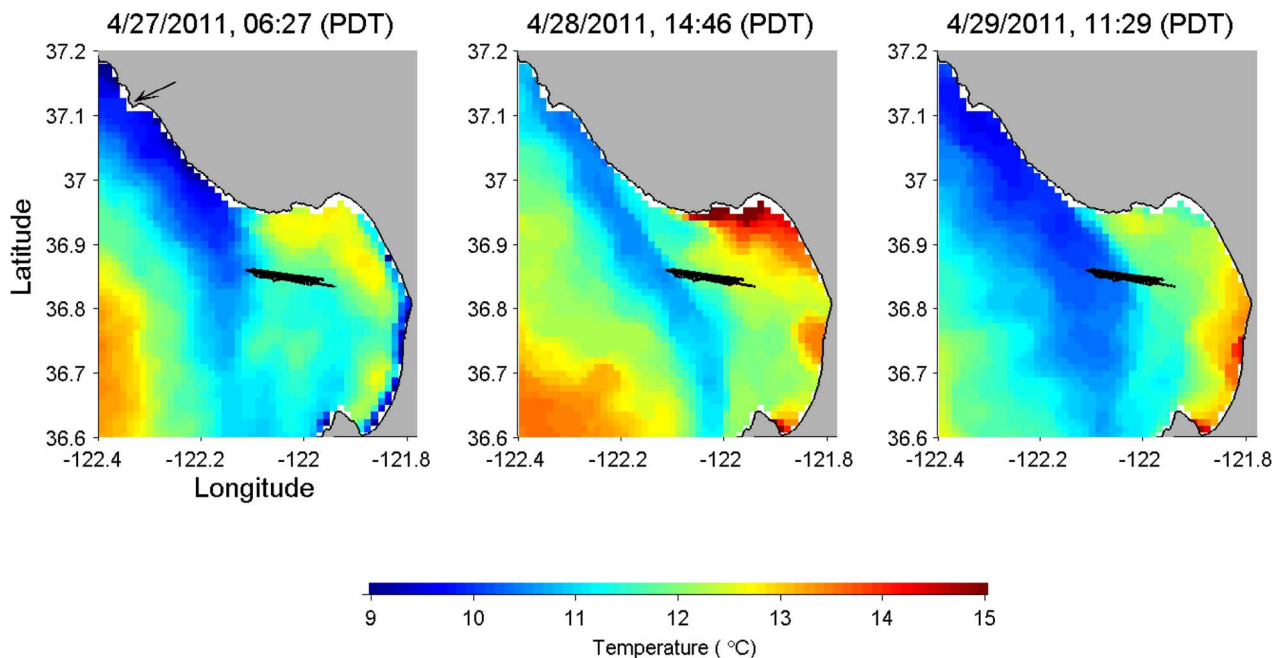 4/27/2011, 06:27 (PDT) 4/28/2011, 14:46 (PDT) 4/29/2011, 11:29 (PDT)
37.2 37.2 37.2
37.1 37.1 37.1
37 37 37
Latitude
36.9 36.9 36.9
36.8 36.8 36.8
36.7 36.7 36.7
36.6 36.6 36.6
-122.4 -122.2 -122 -121.8 -122.4 -122.2 -122 -121.8 -122.4 -122.2 -122 -121.8
Longitude
9 10 11 12 13 14 15
Temperature ( °C)